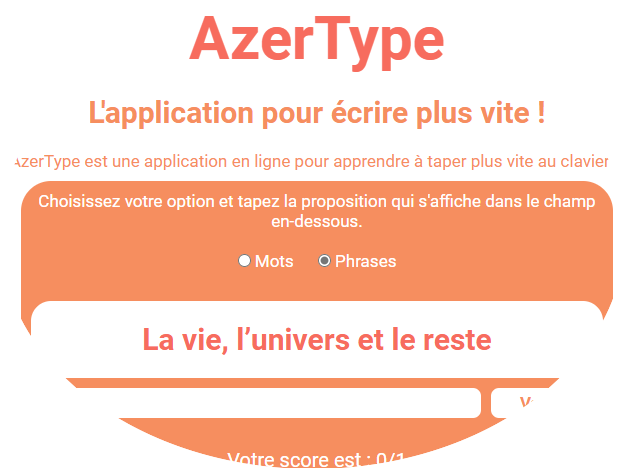 AzerType
L'application pour écrire plus vite !
AzerType est une application en ligne pour apprendre à taper plus vite au clavier
Choisissez votre option et tapez la proposition qui s'affiche dans le champ
en-dessous.
Mots Phrases
La vie, l’univers et le reste
Votre score est : 0/1